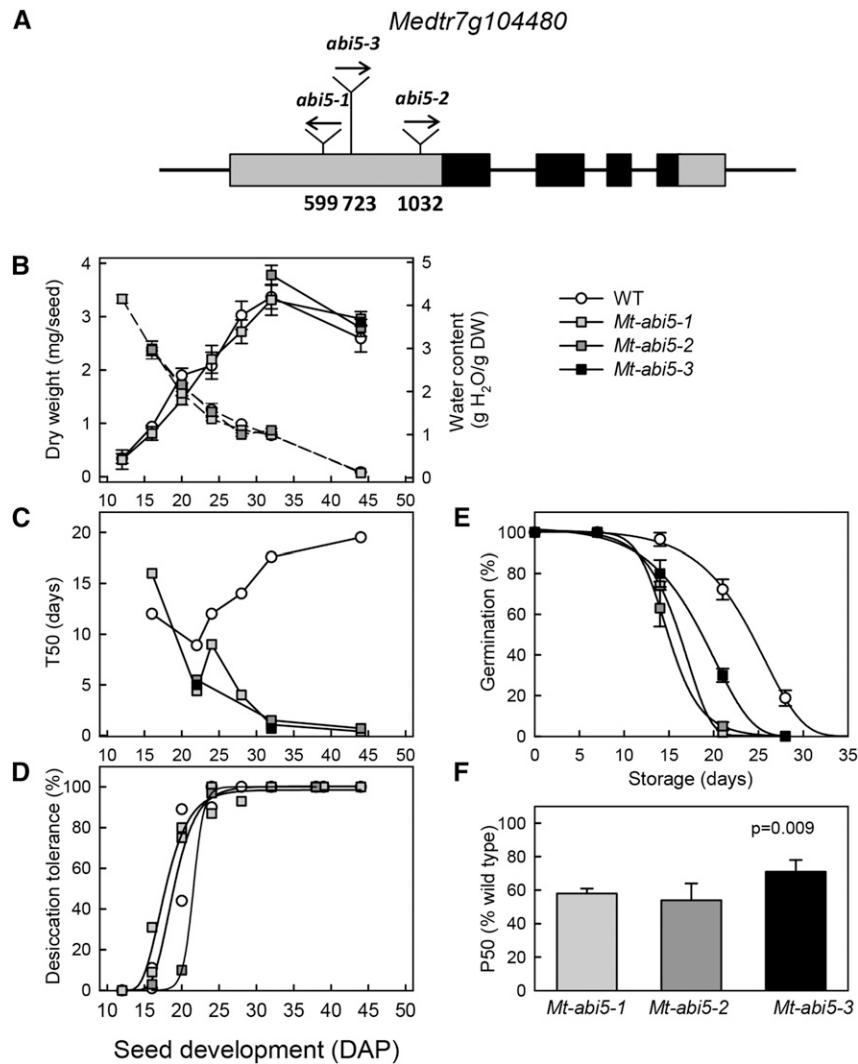 A
Medtr7g104480
abi5-3
abi5-1
abi5-2
599 723 1032
B
Dry weight (mg/seed)
4
3
2
1
0
5
4
3
2
1
0
Water content
(g H2O/g DW)
10 15 20 25 30 35 40 45 50
WT
Mt-abi5-1
Mt-abi5-2
Mt-abi5-3
C
T50 (days)
20
15
10
5
0
10 15 20 25 30 35 40 45 50
D
Desiccation tolerance (%)
100
80
60
40
20
0
10 15 20 25 30 35 40 45 50
Seed development (DAP)
E
Germination (%)
100
80
60
40
20
0
0 5 10 15 20 25 30 35
Storage (days)
F
P50 (% wild type)
100
80
60
40
20
0
p=0.009
Mt-abi5-1 Mt-abi5-2 Mt-abi5-3